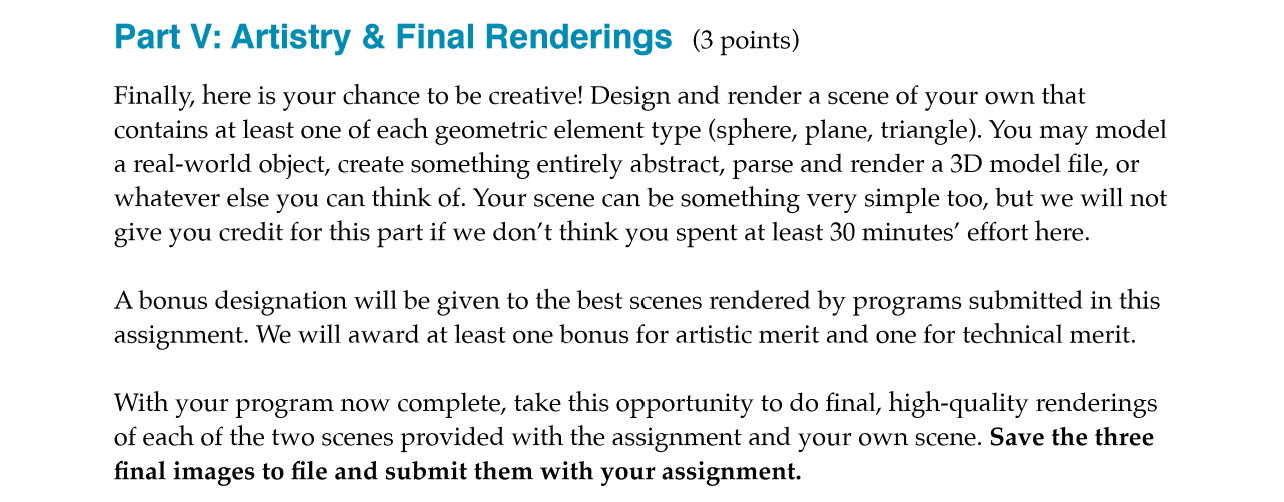 Part V: Artistry & Final Renderings (3 points)
Finally, here is your chance to be creative! Design and render a scene of your own that
contains at least one of each geometric element type (sphere, plane, triangle). You may model
a real-world object, create something entirely abstract, parse and render a 3D model file, or
whatever else you can think of. Your scene can be something very simple too, but we will not
give you credit for this part if we don’t think you spent at least 30 minutes’ effort here.
A bonus designation will be given to the best scenes rendered by programs submitted in this
assignment. We will award at least one bonus for artistic merit and one for technical merit.
With your program now complete, take this opportunity to do final, high-quality renderings
of each of the two scenes provided with the assignment and your own scene. Save the three
final images to file and submit them with your assignment.